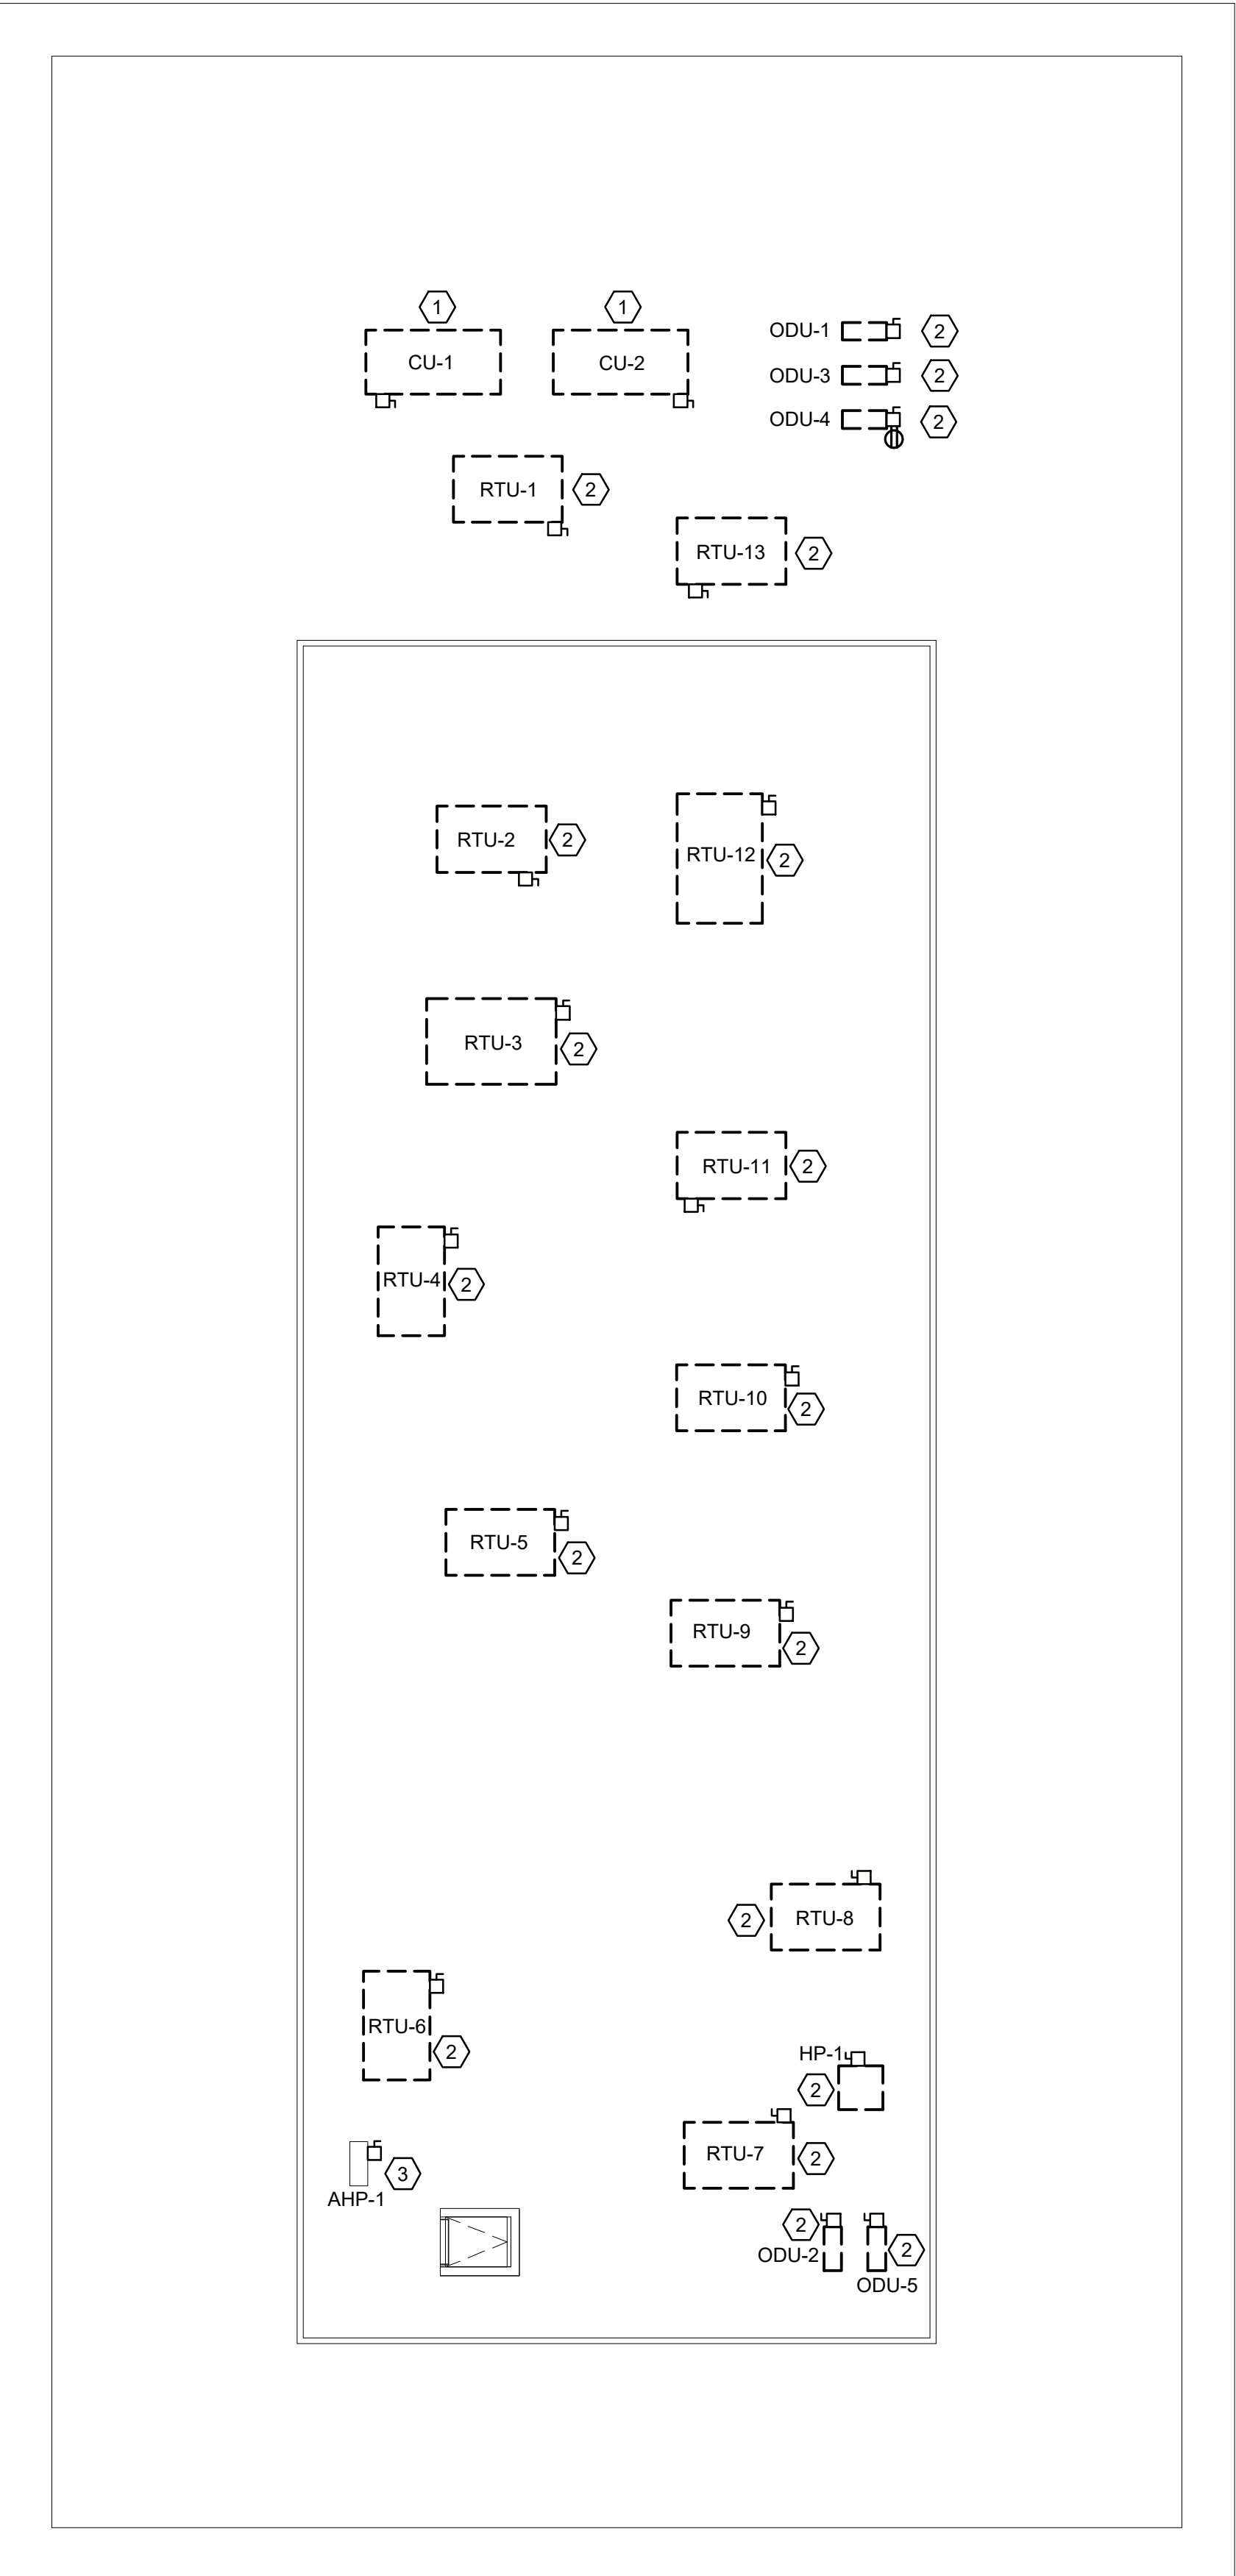 1
1
CU-1
CU-2
ODU-1
2
ODU-3
2
ODU-4
2
RTU-1
2
RTU-13
2
RTU-2
2
RTU-12
2
RTU-3
2
RTU-11
2
RTU-4
2
RTU-10
2
RTU-5
2
RTU-9
2
2
RTU-8
RTU-6
2
HP-1
2
RTU-7
2
3
AHP-1
2
ODU-2
2
ODU-5